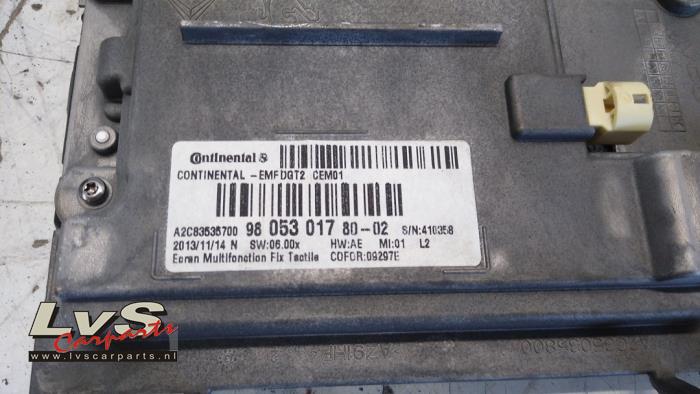 Continental
CONTINENTAL -EMFDGT2 CEM01
A2C83535700 98 053 017 80-02 S/N:410358
2013/11/14 N SW:06.00x HW:AE MI:01 L2
Ecran Multifonction Fix Tactile COFOR:09297E
LvS
Carparts
www.lvscarparts.nl